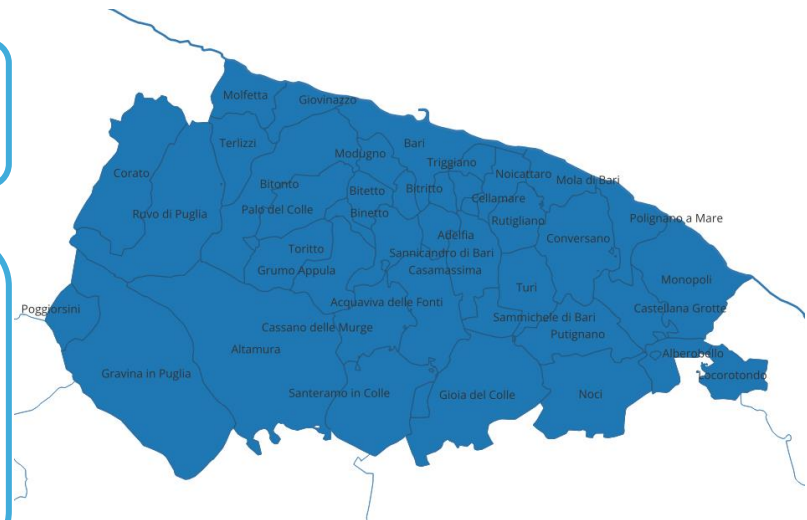 Molfetta
Giovinazzo
Terlizzi
Bari
Modugno
Triggiano
Corato
Noicattaro
Mola di Bari
Bitonto
Bitetto
Bitritto
Cellamare
Ruvo di Puglia
Palo del Colle
Binetto
Rutigliano
Polignano a Mare
Adelfia
Conversano
Toritto
Sannicandro di Bari
Grumo Appula
Casamassima
Monopoli
Turi
Acquaviva delle Fonti
Poggiorsini
Castellana Grotte
Sammichele di Bari
Cassano delle Murge
Putignano
Altamura
Alberobello
Gravina in Puglia
Locorotondo
Santeramo in Colle
Gioia del Colle
Noci